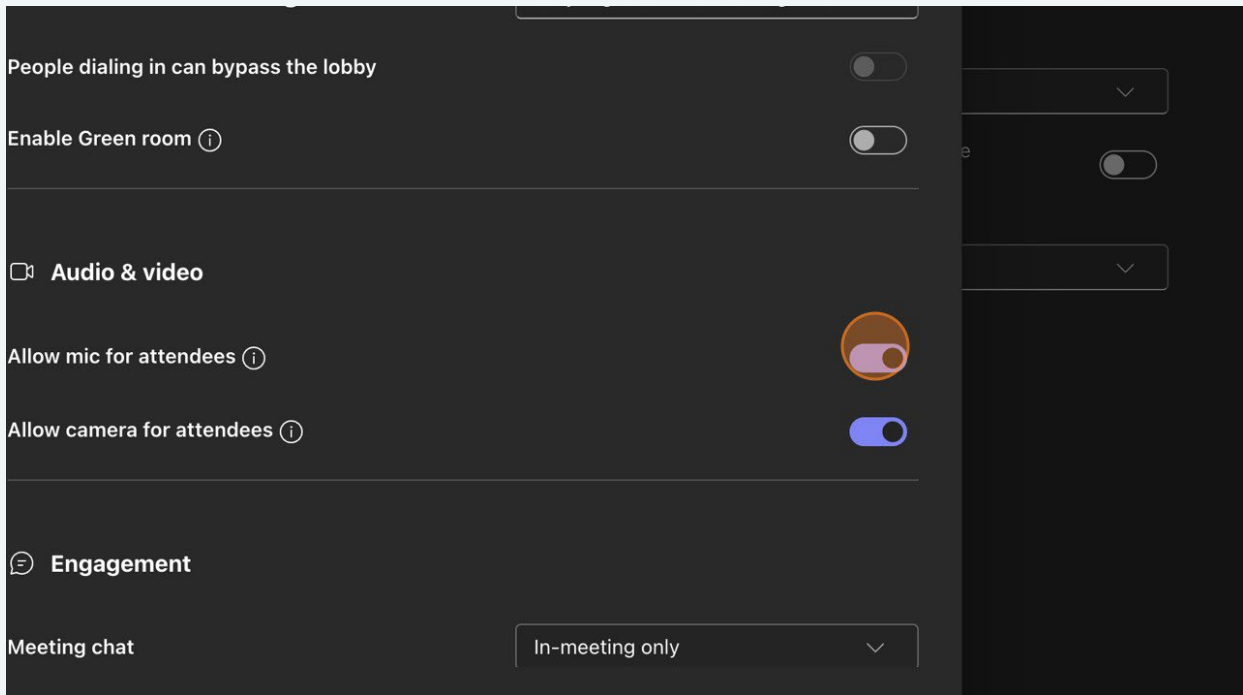 People dialing in can bypass the lobby
Enable Green room
Audio & video
Allow mic for attendees
Allow camera for attendees
Engagement
Meeting chat
In-meeting only